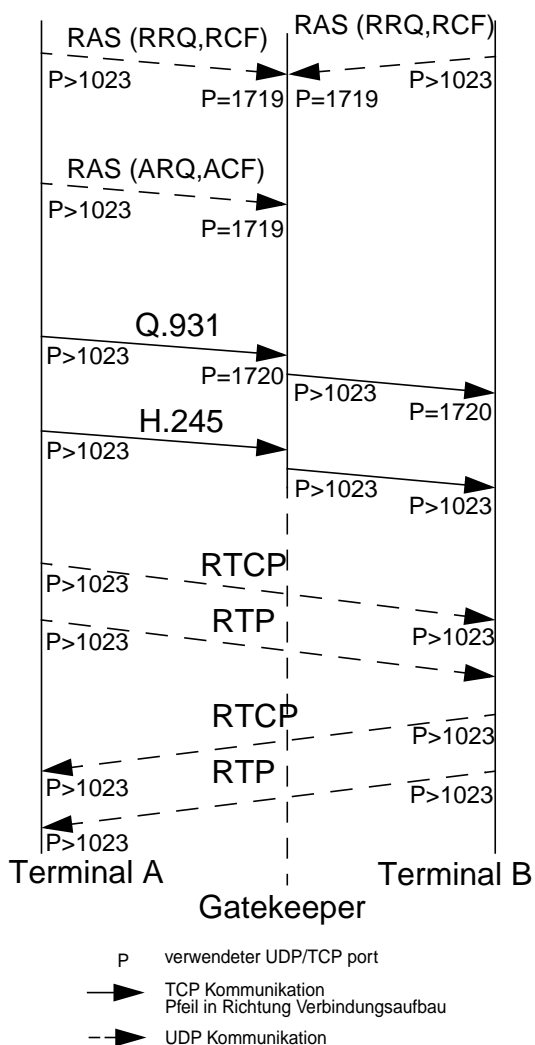 RAS (RRQ,RCF)
RAS (RRQ,RCF)
P>1023
P>1023
P=1719
P=1719
RAS (ARQ,ACF)
P>1023
P=1719
Q.931
P>1023
P=1720
P>1023
P=1720
H.245
P>1023
P>1023
P>1023
RTCP
P>1023
RTP
P>1023
P>1023
RTCP
P>1023
RTP
P>1023
P>1023
P>1023
Terminal A
Terminal B
Gatekeeper
P verwendeter UDP/TCP port
TCP Kommunikation
Pfeil in Richtung Verbindungsaufbau
UDP Kommunikation